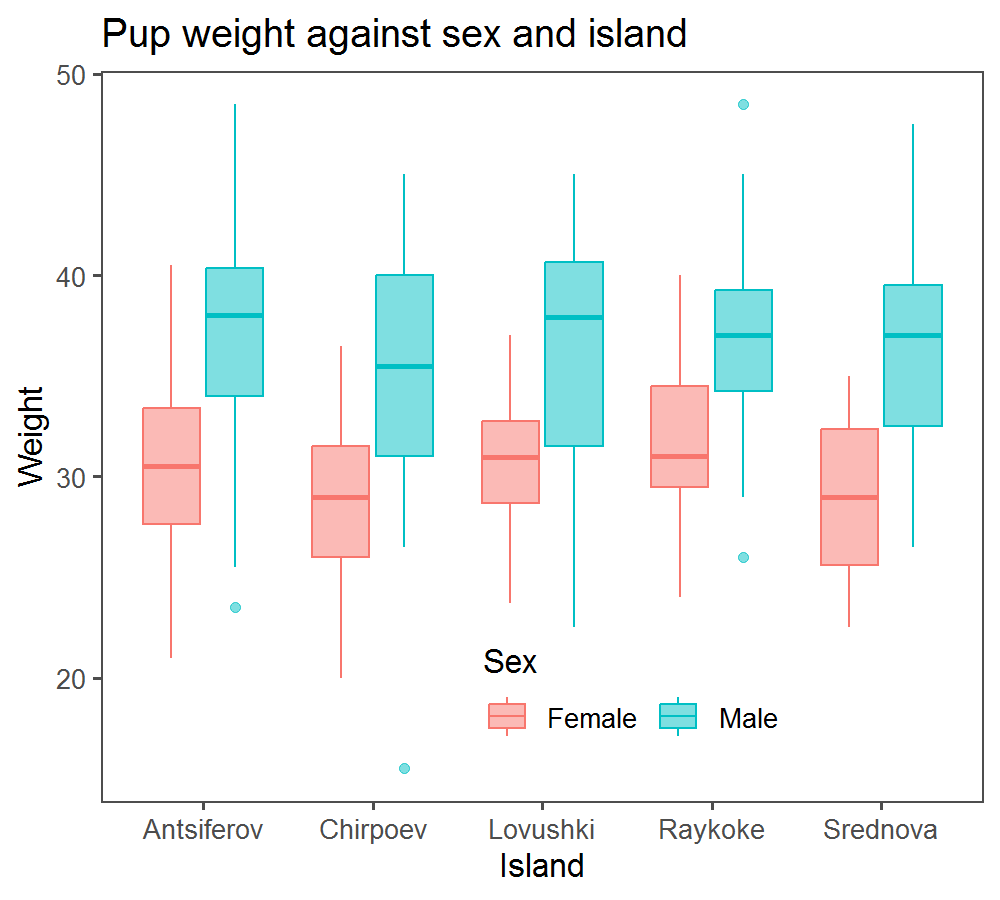 Pup weight against sex and island
50
40
30
20
Weight
Sex
Female Male
Antsiferov Chirpoev Lovushki Raykoke Srednova
Island